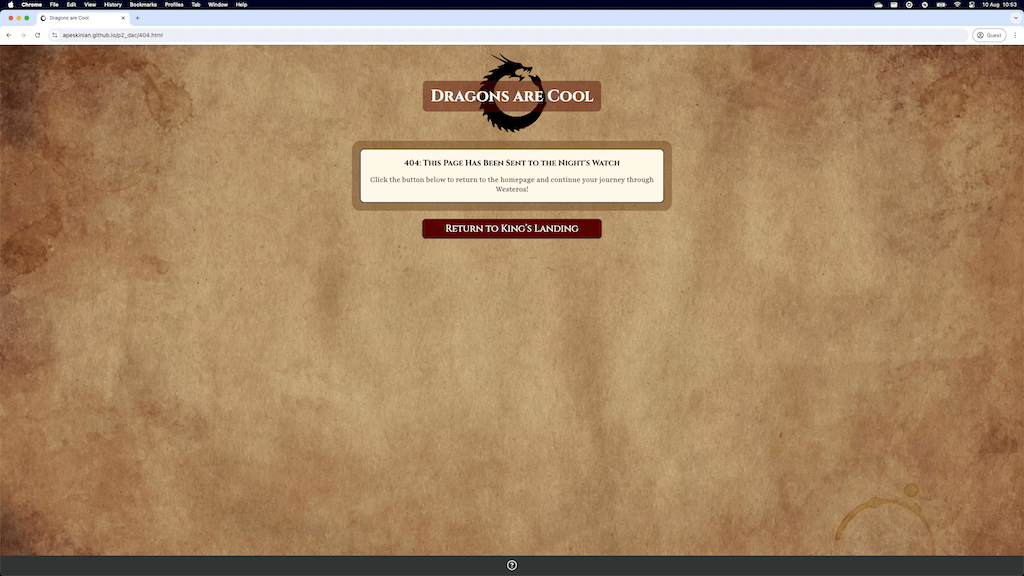 Chrome File Edit View History Bookmarks Profiles Tab Window Help 10 Aug 10:53
Dragons are Cool
apeskinian.github.io/p2_dac/404.html Guest
Dragons are Cool
404: This Page Has Been Sent to the Night's Watch
Click the button below to return to the homepage and continue your journey through
Westeros!
Return to King's Landing